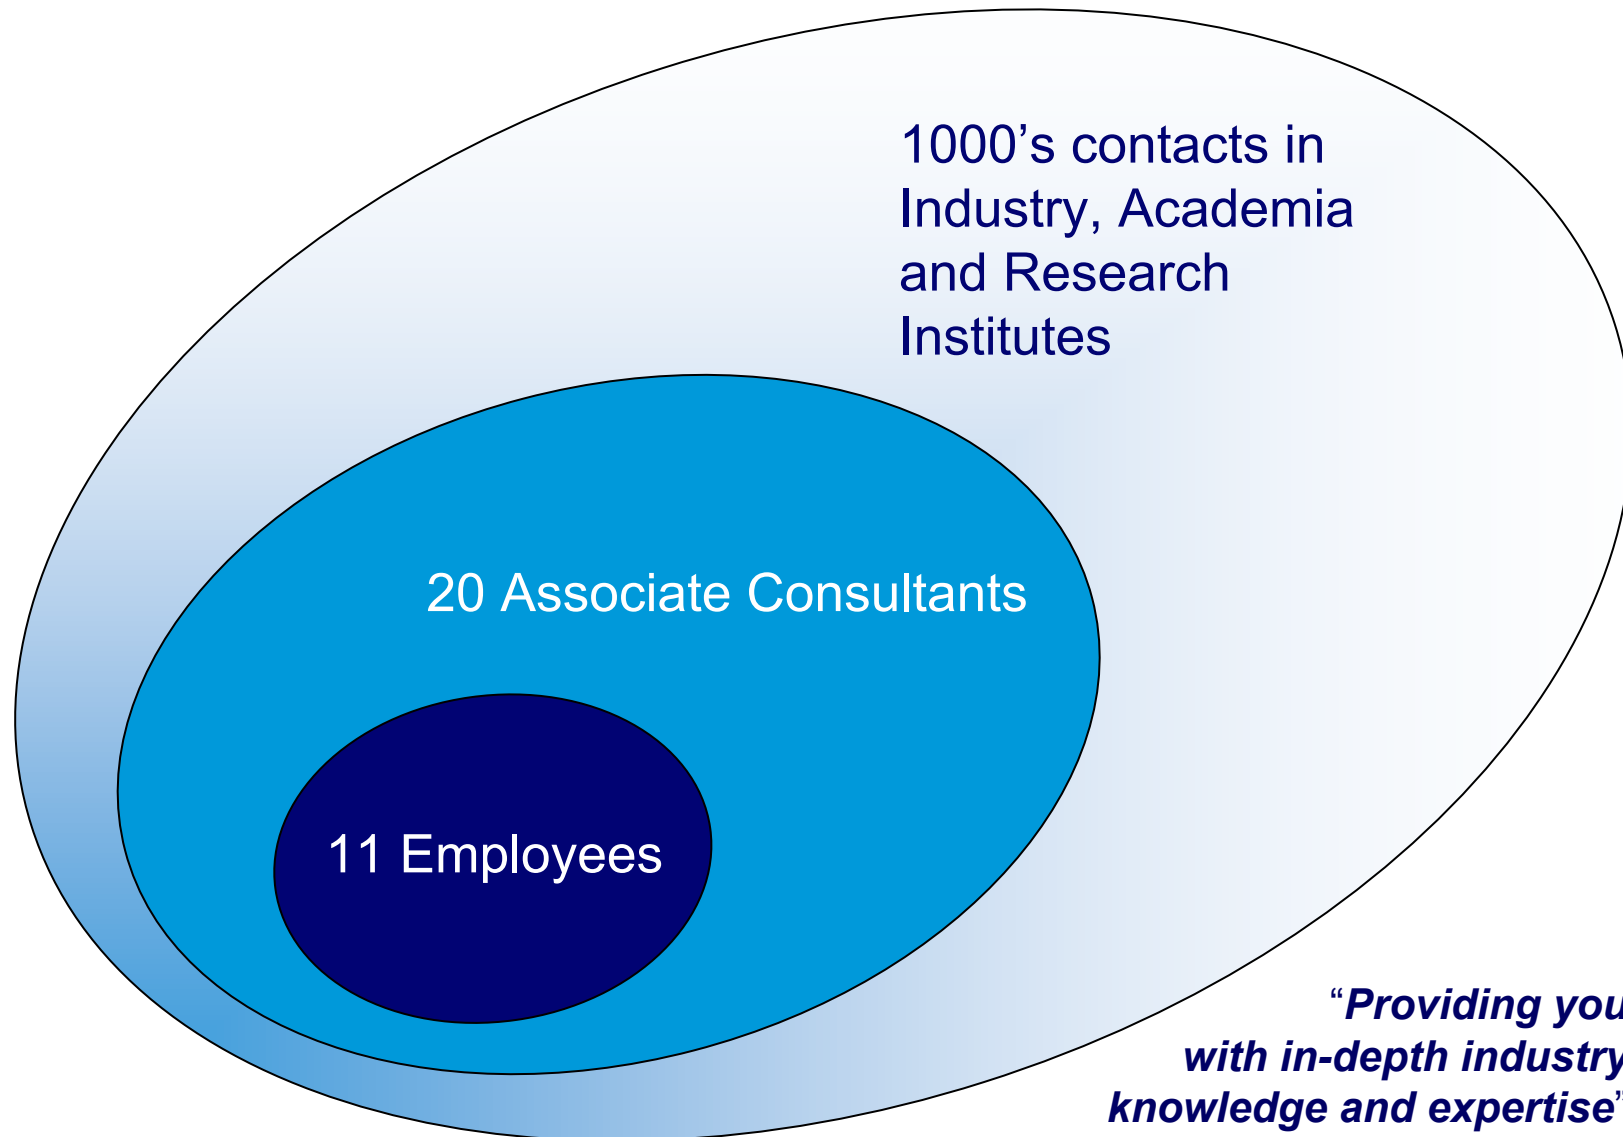 1000’s contacts in
Industry, Academia
and Research
Institutes
20 Associate Consultants
11 Employees
“Providing you
with in-depth industry
knowledge and expertise”